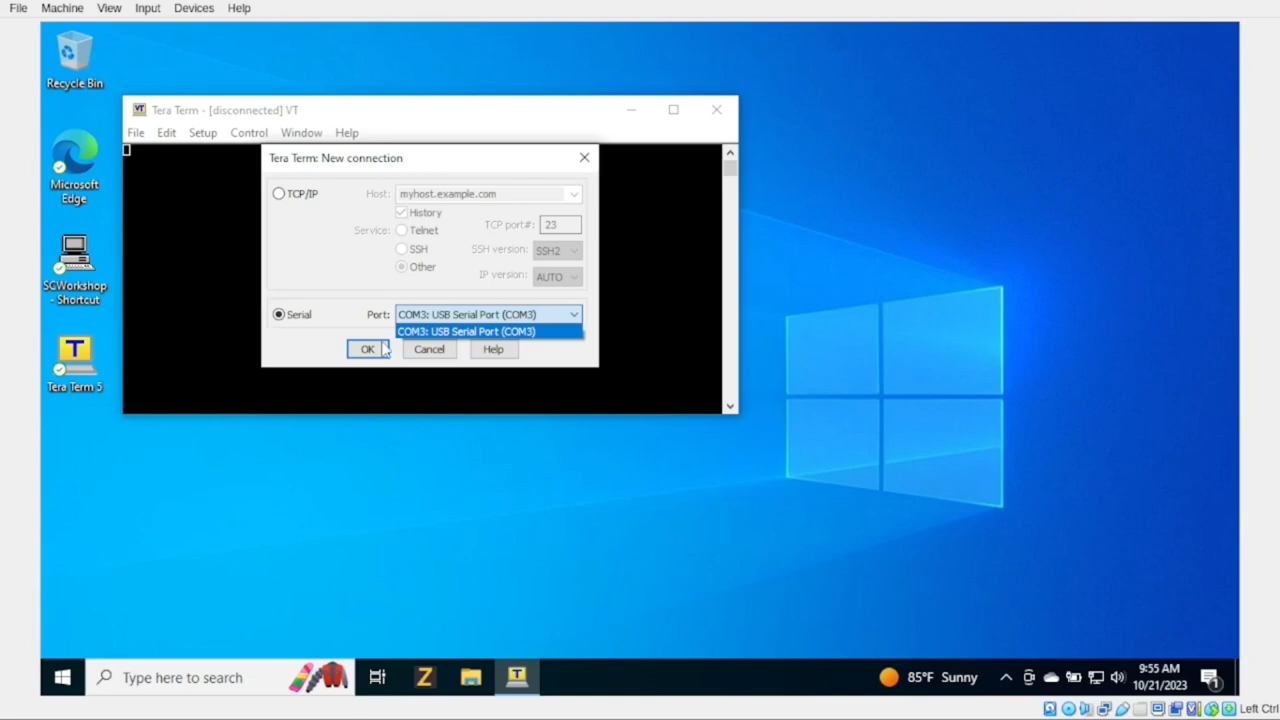 File Machine View Input Devices Help
Recycle Bin
Microsoft
Edge
SCWorkshop
- Shortcut
Tera Term 5
VT Tera Term - [disconnected] VT
File Edit Setup Control Window Help
Tera Term: New connection
TCP/IP Host: myhost.example.com
History
Service: Telnet TCP port#: 23
SSH SSH version: SSH2
Other IP version: AUTO
Serial Port: COM3: USB Serial Port (COM3)
COM3: USB Serial Port (COM3)
OK Cancel Help
Type here to search
85°F Sunny
9:55 AM
10/21/2023
1
Left Ctrl